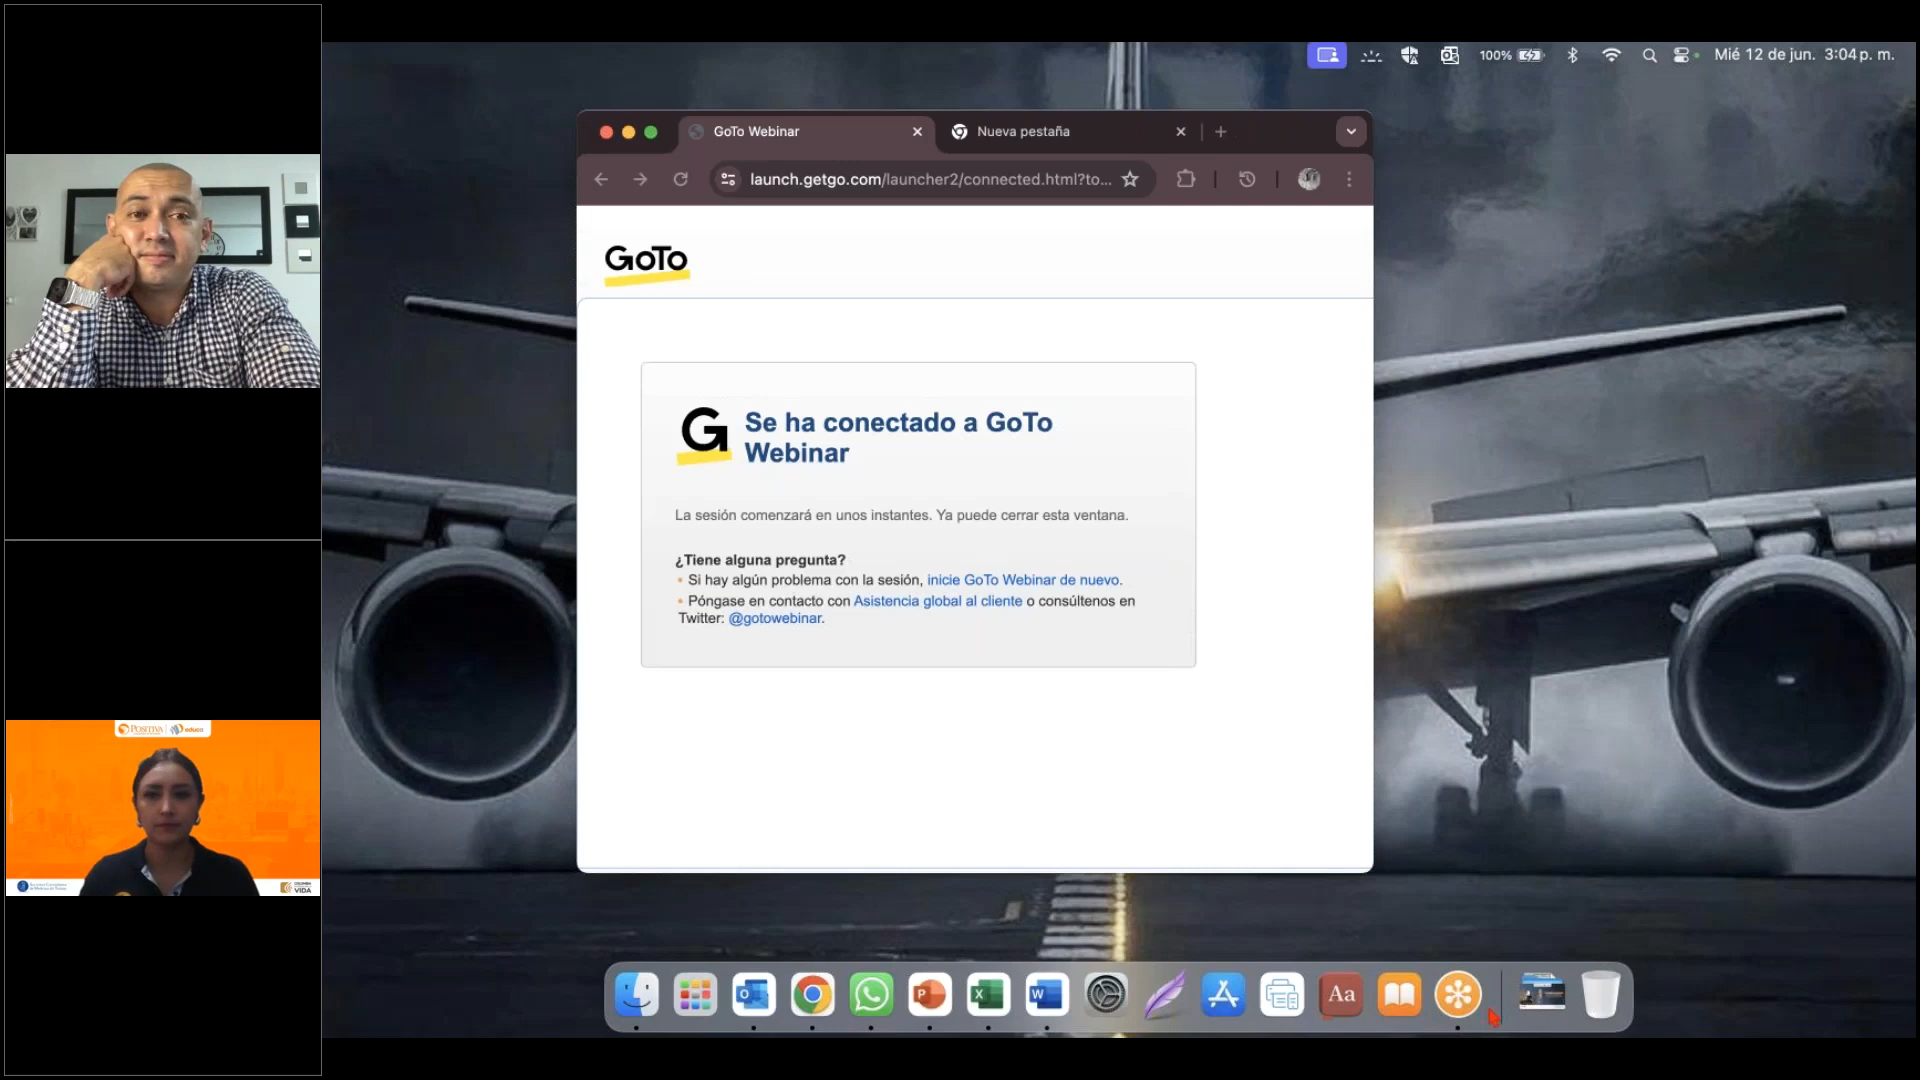 100%
Mié 12 de jun. 3:04 p. m.
GoTo Webinar
Nueva pestaña
launch.getgo.com/launcher2/connected.html?to...
GoTo
G
Se ha conectado a GoTo
Webinar
La sesión comenzará en unos instantes. Ya puede cerrar esta ventana.
¿Tiene alguna pregunta?
• Si hay algún problema con la sesión, inicie GoTo Webinar de nuevo.
• Póngase en contacto con Asistencia global al cliente o consúltenos en
Twitter: @gotowebinar.
POSITIVA
educa
VIDA
O
P
X
W
Aa